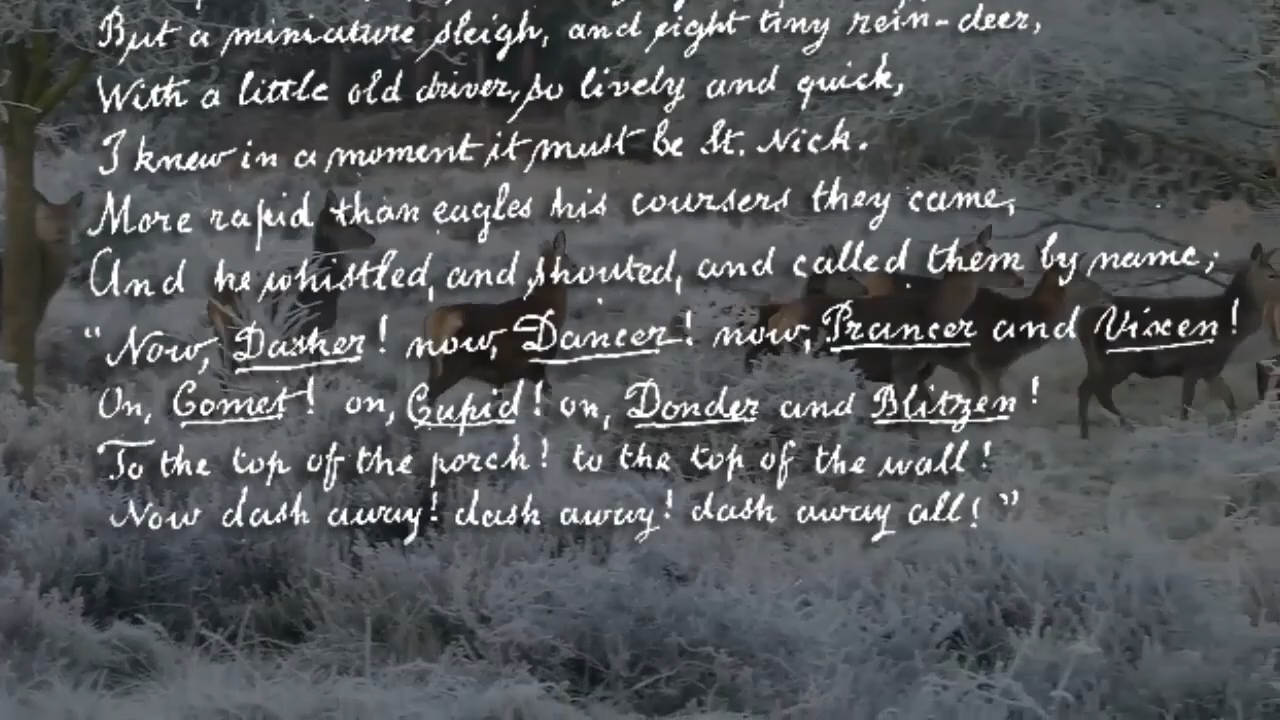 But a miniature sleigh, and eight tiny rein-deer,
With a little old driver, so lively and quick,
I knew in a moment it must be St. Nick.
More rapid than eagles his coursers they came,
And he whistled, and shouted, and called them by name;
"Now, Dasher! now, Dancer! now, Prancer and Vixen!
On, Comet! on, Cupid! on, Donder and Blitzen!
To the top of the porch! to the top of the wall!
Now dash away! dash away! dash away all!"